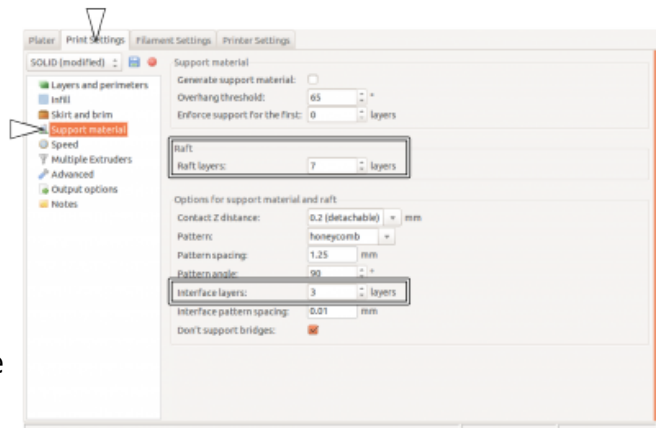 Plater Print Settings Filament Settings Printer Settings
SOLID (modified)
Layers and perimeters
Infill
Skirt and brim
Support material
Speed
Multiple Extruders
Advanced
Output options
Notes
Support material
Generate support material:
Overhang threshold: 65 °
Enforce support for the first: 0 layers
Raft
Raft layers: 7 layers
Options for support material and raft
Contact Z distance: 0.2 (detachable) mm
Pattern: honeycomb
Pattern spacing: 1.25 mm
Pattern angle: 90 °
Interface layers: 3 layers
Interface pattern spacing: 0.01 mm
Don't support bridges:
e